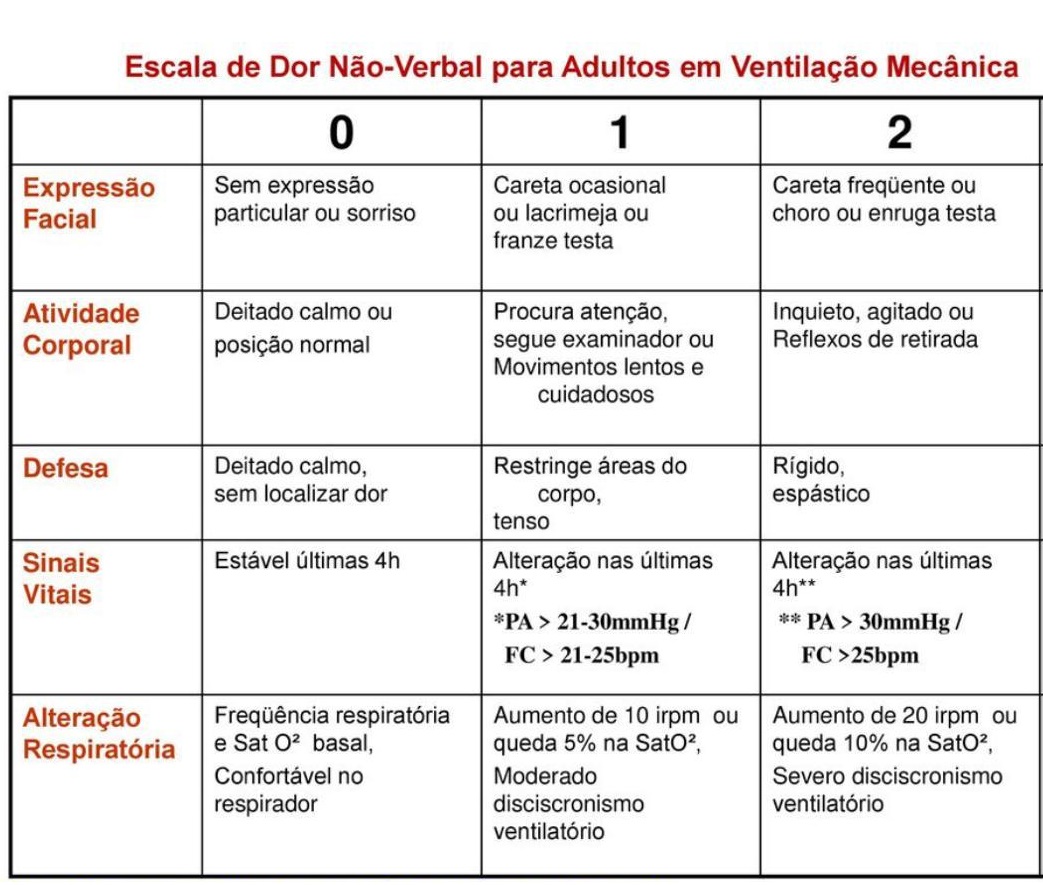 Escala de Dor Não-Verbal para Adultos em Ventilação Mecânica
0
1
2
Expressão
Facial
Sem expressão
particular ou sorriso
Careta ocasional
ou lacrimeja ou
franze testa
Careta freqüente ou
choro ou enruga testa
Atividade
Corporal
Deitado calmo ou
posição normal
Procura atenção,
segue examinador ou
Movimentos lentos e
cuidadosos
Inquieto, agitado ou
Reflexos de retirada
Defesa
Deitado calmo,
sem localizar dor
Restringe áreas do
corpo,
tenso
Rígido,
espástico
Sinais
Vitais
Estável últimas 4h
Alteração nas últimas
4h*
*PA > 21-30mmHg /
FC > 21-25bpm
Alteração nas últimas
4h**
** PA > 30mmHg /
FC >25bpm
Alteração
Respiratória
Freqüência respiratória
e Sat O² basal,
Confortável no
respirador
Aumento de 10 irpm ou
queda 5% na SatO²,
Moderado
disciscronismo
ventilatório
Aumento de 20 irpm ou
queda 10% na SatO²,
Severo disciscronismo
ventilatório